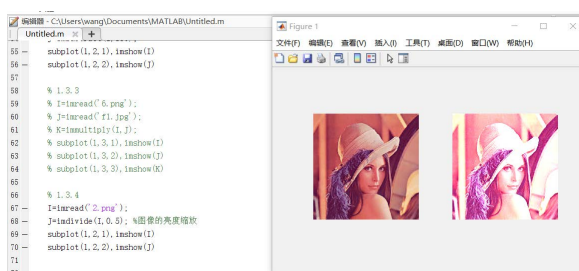 编辑器 - C:\Users\wang\Documents\MATLAB\Untitled.m
Untitled.m × +
55 — subplot(1,2,1),imshow(I)
56 — subplot(1,2,2),imshow(J)
57
58 % 1.3.3
59 % I=imread('6.png');
60 % J=imread('f1.jpg');
61 % K=immultiply(I,J);
62 % subplot(1,3,1),imshow(I)
63 % subplot(1,3,2),imshow(J)
64 % subplot(1,3,3),imshow(K)
65
66 % 1.3.4
67 — I=imread('2.png');
68 — J=imdivide(I,0.5); %图像的亮度缩放
69 — subplot(1,2,1),imshow(I)
70 — subplot(1,2,2),imshow(J)
71
Figure 1
文件(F) 编辑(E) 查看(V) 插入(I) 工具(T) 桌面(D) 窗口(W) 帮助(H)